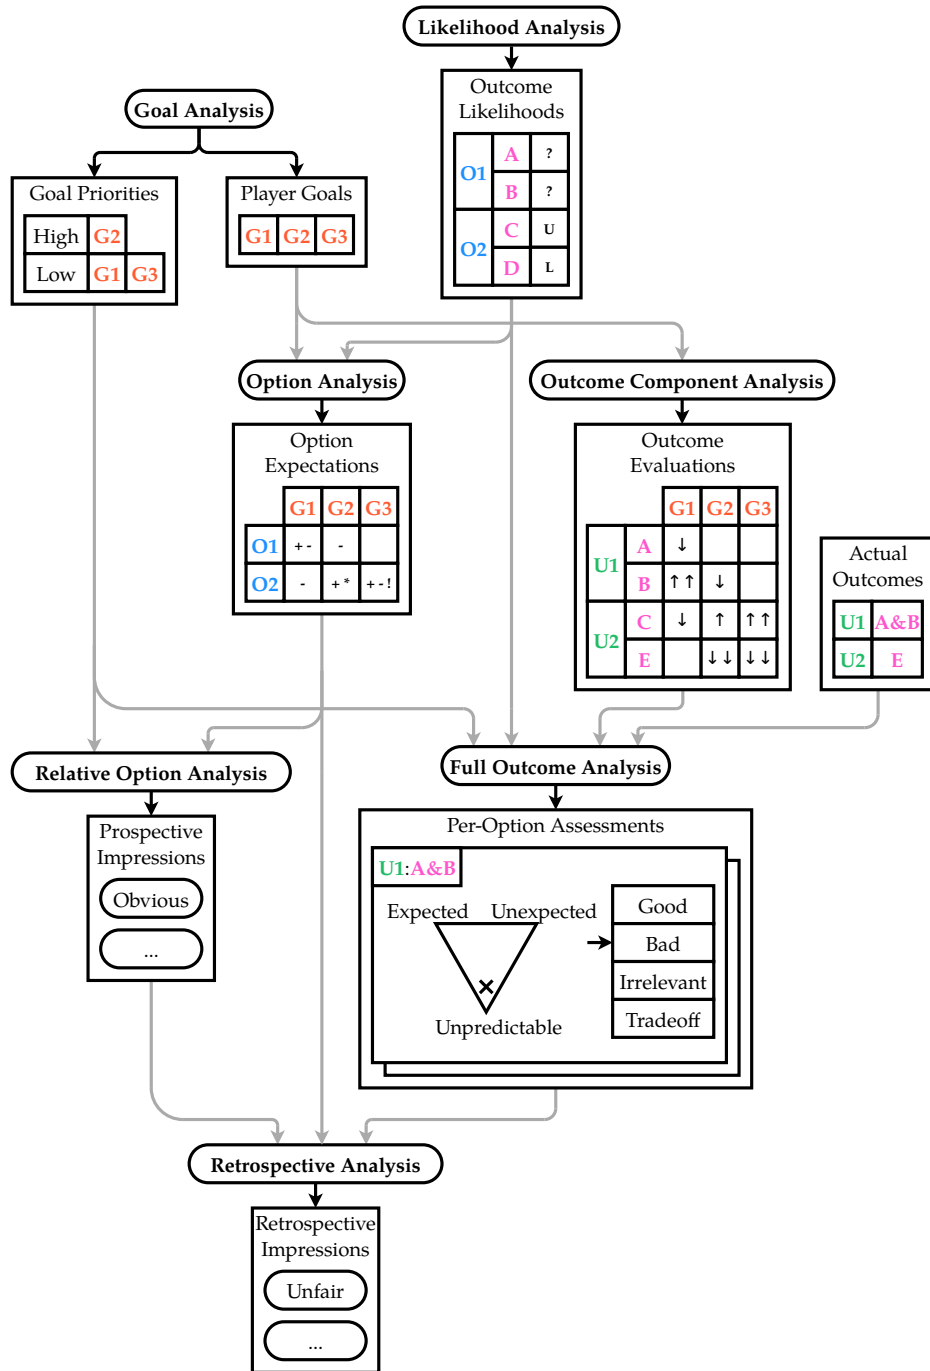 Likelihood Analysis
Outcome
Likelihoods
O1 A ?
B ?
O2 C U
D L
Goal Analysis
Goal Priorities
High G2
Low G1 G3
Player Goals
G1 G2 G3
Option Analysis
Option
Expectations
G1 G2 G3
O1 + - -
O2 - + * + - !
Outcome Component Analysis
Outcome
Evaluations
G1 G2 G3
U1 A ↓
B ↑↑ ↓
U2 C ↓ ↑ ↑↑
E ↓↓ ↓↓
Actual
Outcomes
U1 A&B
U2 E
Relative Option Analysis
Prospective
Impressions
Obvious
...
Full Outcome Analysis
Per-Option Assessments
U1:A&B
Expected Unexpected
Unpredictable
Good
Bad
Irrelevant
Tradeoff
Retrospective Analysis
Retrospective
Impressions
Unfair
...